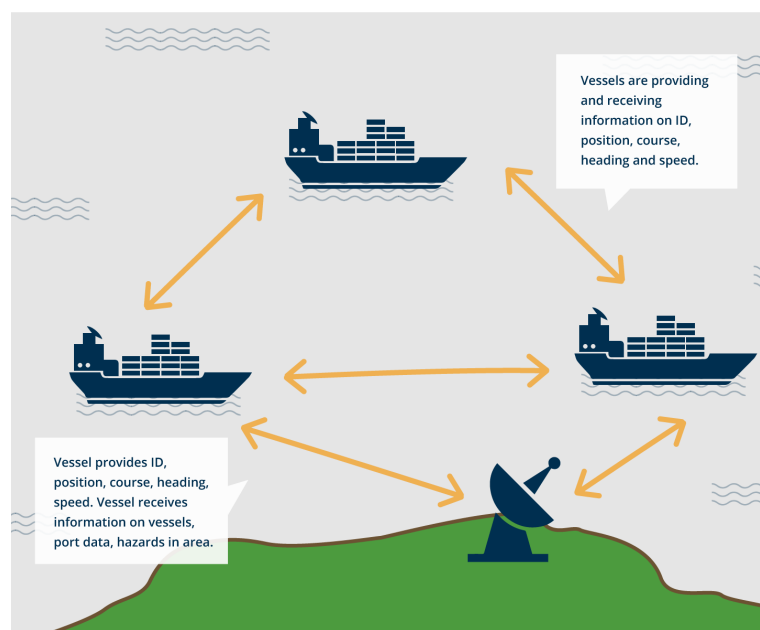 Vessels are providing
and receiving
information on ID,
position, course,
heading and speed.
Vessel provides ID,
position, course, heading,
speed. Vessel receives
information on vessels,
port data, hazards in area.